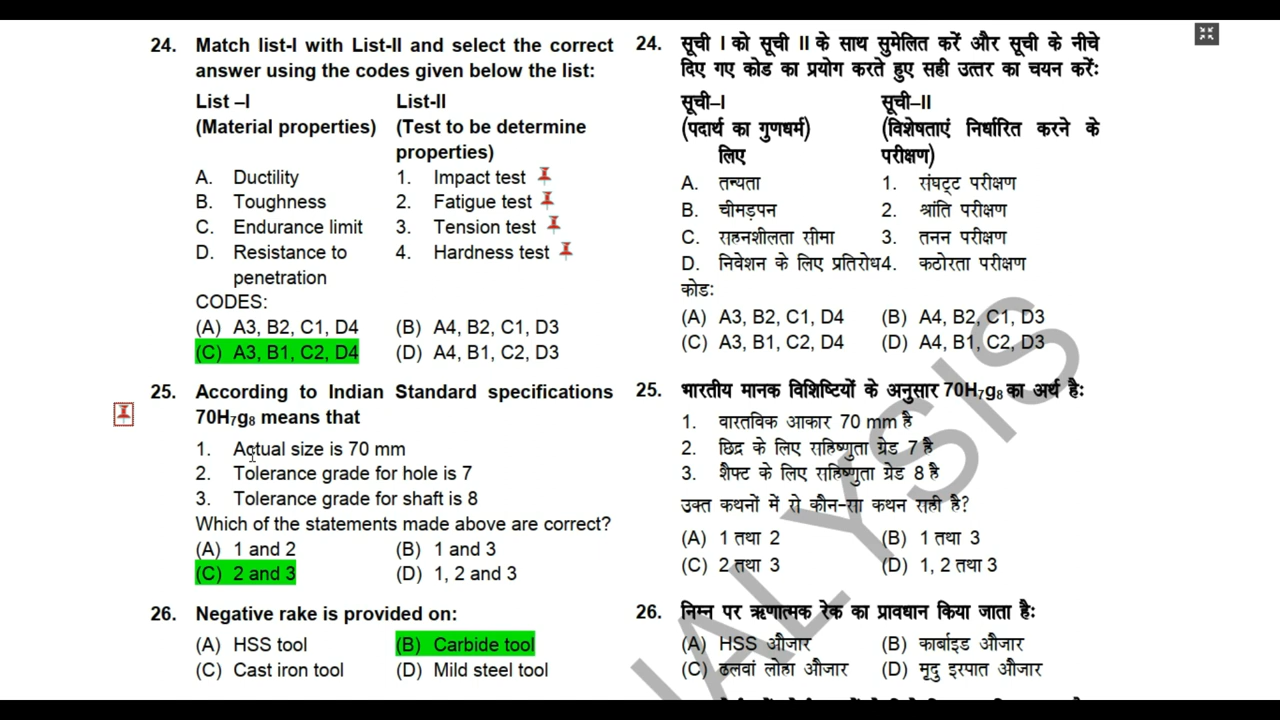 24. Match list-I with List-II and select the correct
answer using the codes given below the list:
List –I List-II
(Material properties) (Test to be determine
properties)
A. Ductility 1. Impact test
B. Toughness 2. Fatigue test
C. Endurance limit 3. Tension test
D. Resistance to 4. Hardness test
penetration
CODES:
(A) A3, B2, C1, D4 (B) A4, B2, C1, D3
(C) A3, B1, C2, D4 (D) A4, B1, C2, D3
25. According to Indian Standard specifications
70H₇g₈ means that
1. Actual size is 70 mm
2. Tolerance grade for hole is 7
3. Tolerance grade for shaft is 8
Which of the statements made above are correct?
(A) 1 and 2 (B) 1 and 3
(C) 2 and 3 (D) 1, 2 and 3
26. Negative rake is provided on:
(A) HSS tool (B) Carbide tool
(C) Cast iron tool (D) Mild steel tool
24. सूची I को सूची II के साथ सुमेलित करें और सूची के नीचे
दिए गए कोड का प्रयोग करते हुए सही उत्तर का चयन करेंः
सूची–I सूची–II
(पदार्थ का गुणधर्म) (विशेषताएं निर्धारित करने के
लिए परीक्षण)
A. तन्यता 1. संघट्ट परीक्षण
B. चीमड़पन 2. श्रांति परीक्षण
C. सहनशीलता सीमा 3. तनन परीक्षण
D. निवेशन के लिए प्रतिरोध 4. कठोरता परीक्षण
कोडः
(A) A3, B2, C1, D4 (B) A4, B2, C1, D3
(C) A3, B1, C2, D4 (D) A4, B1, C2, D3
25. भारतीय मानक विशिष्टियों के अनुसार 70H₇g₈ का अर्थ हैः
1. वास्तविक आकार 70 mm है
2. छिद्र के लिए सहिष्णुता ग्रेड 7 है
3. शैफ्ट के लिए सहिष्णुता ग्रेड 8 है
उक्त कथनों में से कौन–सा कथन सही है?
(A) 1 तथा 2 (B) 1 तथा 3
(C) 2 तथा 3 (D) 1, 2 तथा 3
26. निम्न पर ऋणात्मक रेक का प्रावधान किया जाता हैः
(A) HSS औजार (B) कार्बाइड औजार
(C) ढलवां लोहा औजार (D) मृदु इस्पात औजार